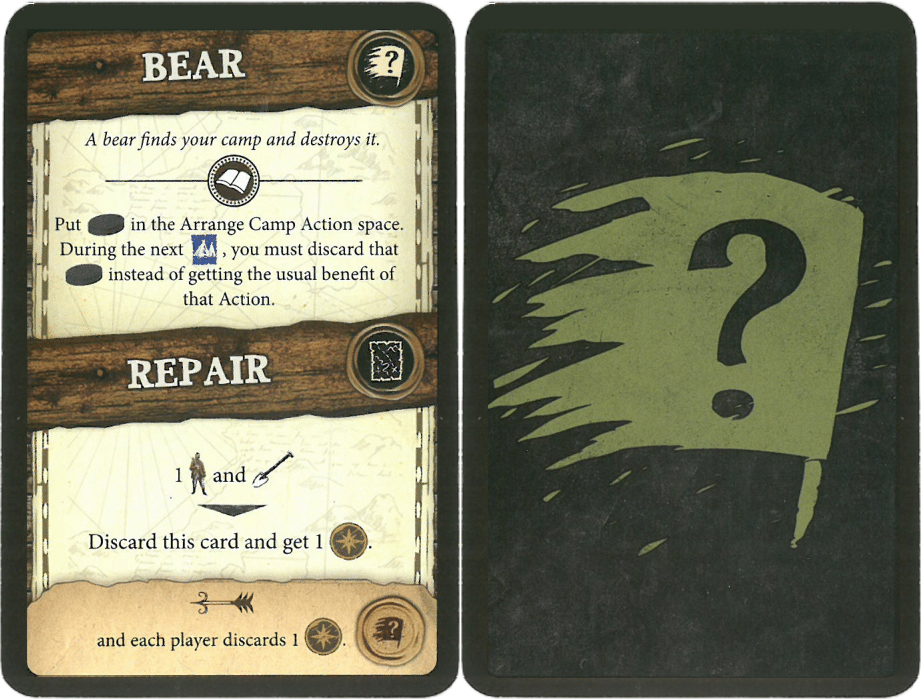 BEAR
?
A bear finds your camp and destroys it.
Put in the Arrange Camp Action space.
During the next , you must discard that
instead of getting the usual benefit of
that Action.
REPAIR
1 and
Discard this card and get 1 .
and each player discards 1 .
?
?